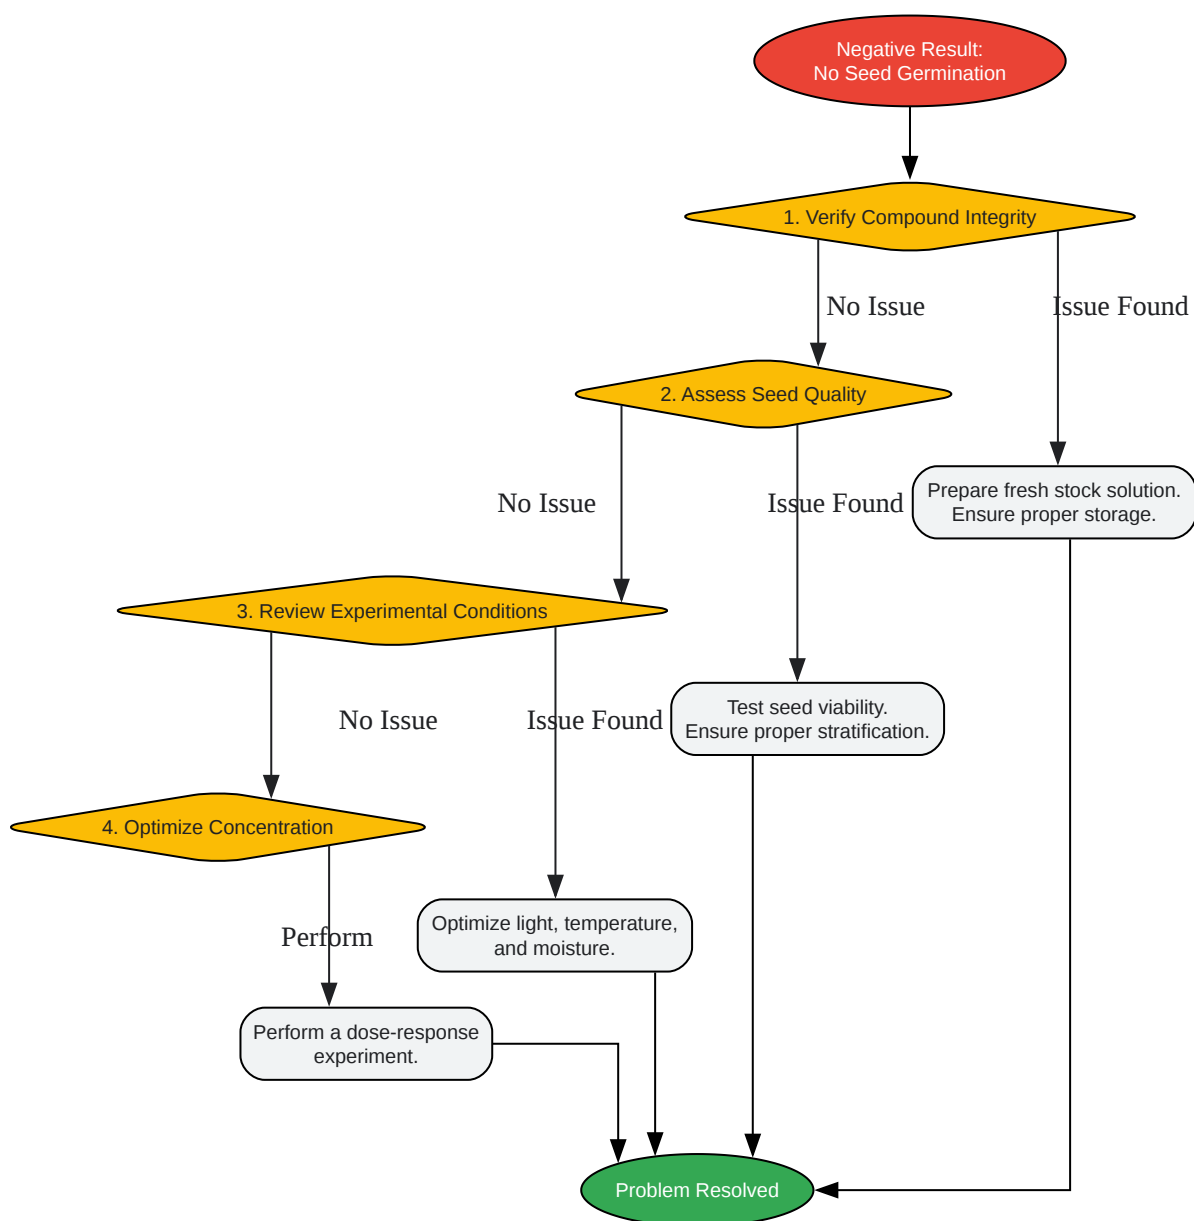 Negative Result:
No Seed Germination
1. Verify Compound Integrity
No Issue
Issue Found
2. Assess Seed Quality
Prepare fresh stock solution.
Ensure proper storage.
No Issue
Issue Found
3. Review Experimental Conditions
Test seed viability.
Ensure proper stratification.
No Issue
Issue Found
4. Optimize Concentration
Optimize light, temperature,
and moisture.
Perform
Perform a dose-response
experiment.
Problem Resolved